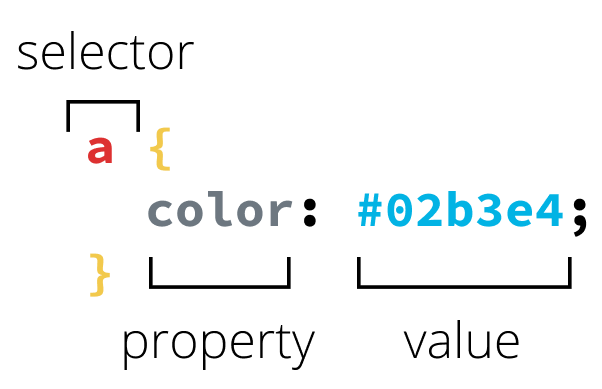 selector
a {
color: #02b3e4;
}
property value